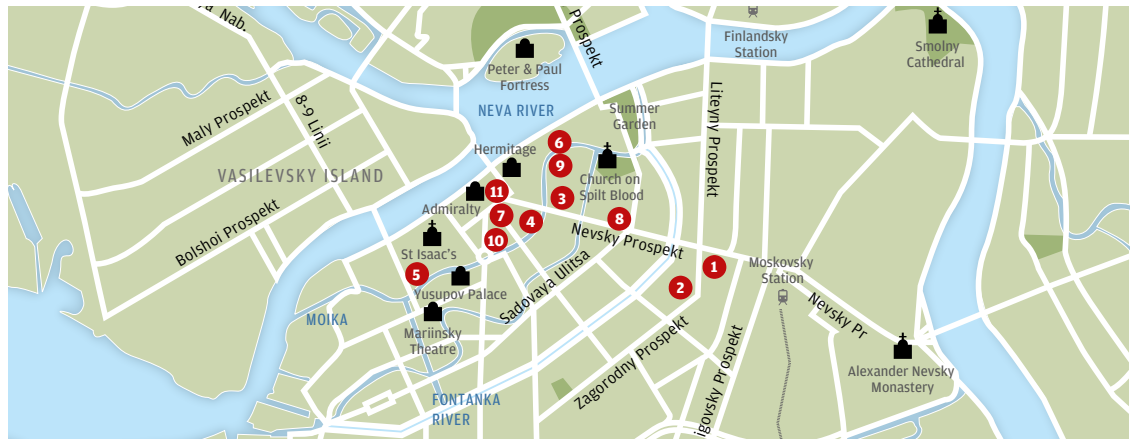 ya Nab.
Prospekt
Finlandsky
Station
Smolny
Cathedral
Peter & Paul
Fortress
8-9 Linii
Maly Prospekt
NEVA RIVER
Summer
Garden
Liteyny Prospekt
6
Hermitage
9
Church on
Spilt Blood
VASILEVSKY ISLAND
11
3
Admiralty
7
4
8
Nevsky Prospekt
Bolshoi Prospekt
10
St Isaac's
5
1
Moskovsky
Station
2
Yusupov Palace
Sadovaya Ulitsa
Nevsky Pr
MOIKA
Mariinsky
Theatre
Zagorodny Prospekt
igovsky Prospekt
Alexander Nevsky
Monastery
FONTANKA
RIVER